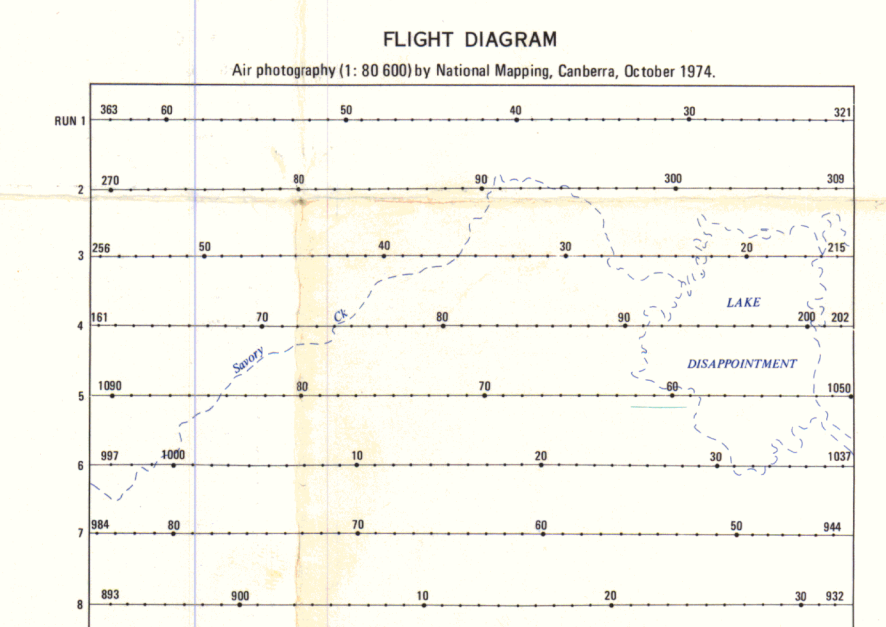 FLIGHT DIAGRAM
Air photography (1: 80 600) by National Mapping, Canberra, October 1974.
RUN 1 363 60 50 40 30 321
2 270 80 90 300 309
3 256 50 40 30 20 215
LAKE
4 161 70 Ck 80 90 200 202
Savory DISAPPOINTMENT
5 1090 80 70 60 1050
6 997 1000 10 20 30 1037
7 984 80 70 60 50 944
8 893 900 10 20 30 932